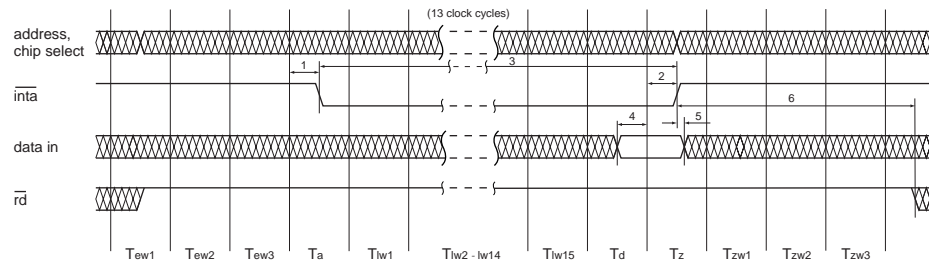 (13 clock cycles)
address,
chip select
1
3
2
inta
6
4
5
data in
rd
Tew1 Tew2 Tew3 Ta Tlw1 Tlw2 - lw14 Tlw15 Td Tz Tzw1 Tzw2 Tzw3